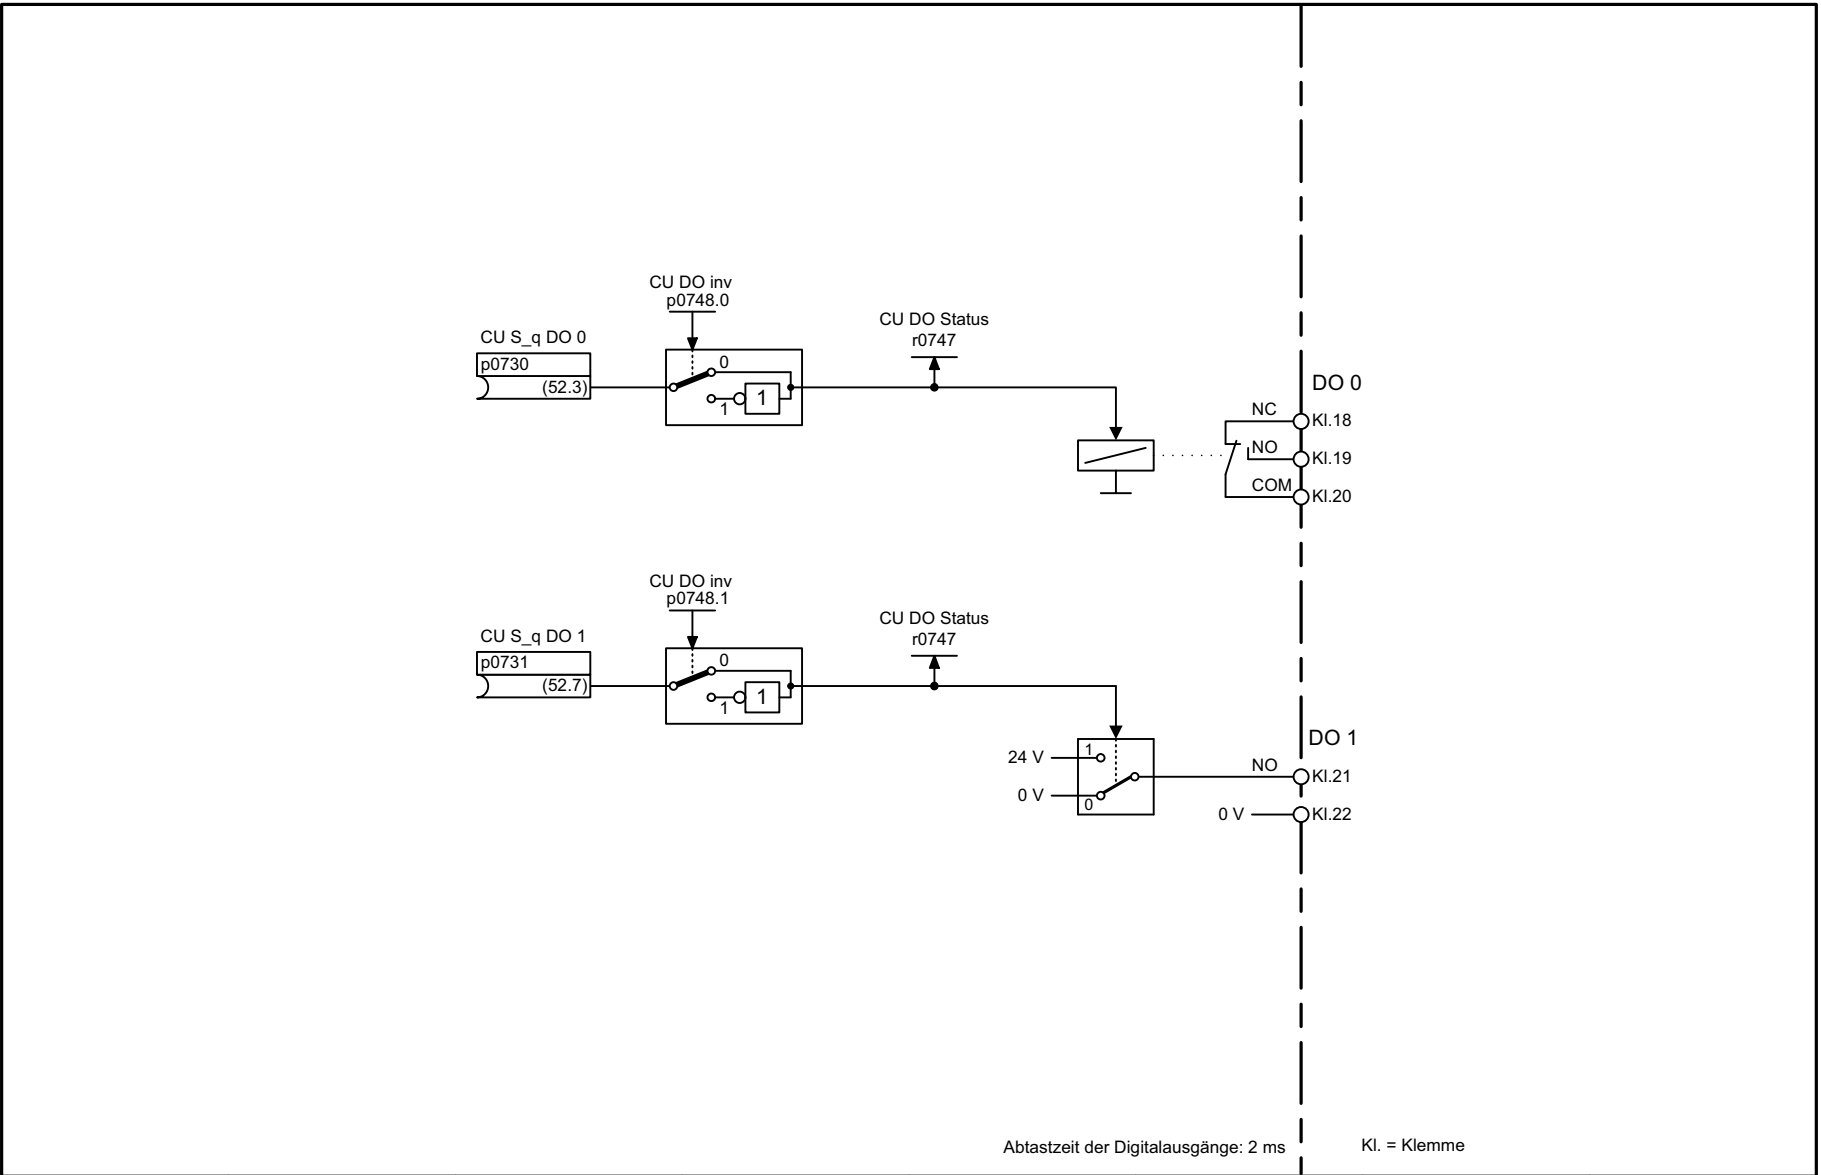 CU DO inv
p0748.0
CU S_q DO 0
p0730
(52.3)
0
1
1
CU DO Status
r0747
DO 0
NC
Kl.18
NO
Kl.19
COM
Kl.20
CU DO inv
p0748.1
CU S_q DO 1
p0731
(52.7)
0
1
1
CU DO Status
r0747
DO 1
24 V
1
0 V
0
NO
Kl.21
0 V
Kl.22
Abtastzeit der Digitalausgänge: 2 ms
Kl. = Klemme